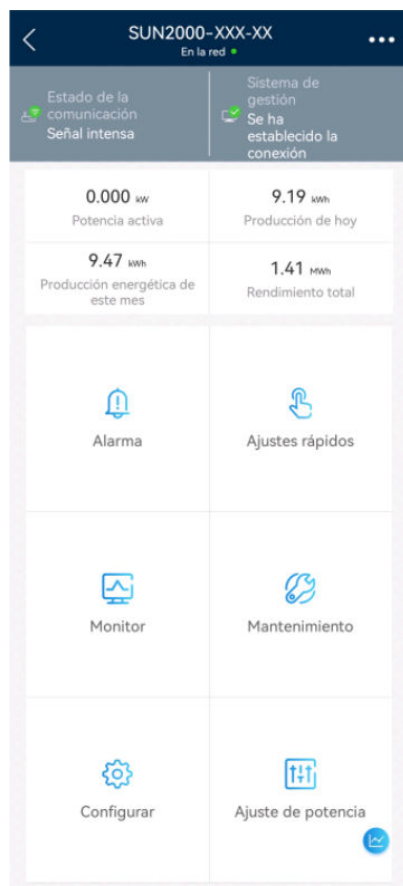 SUN2000-XXX-XX
En la red
Estado de la
comunicación
Señal intensa
Sistema de
gestión
Se ha
establecido la
conexión
0.000 kW
Potencia activa
9.19 kWh
Producción de hoy
9.47 kWh
Producción energética de
este mes
1.41 MWh
Rendimiento total
Alarma
Ajustes rápidos
Monitor
Mantenimiento
Configurar
Ajuste de potencia